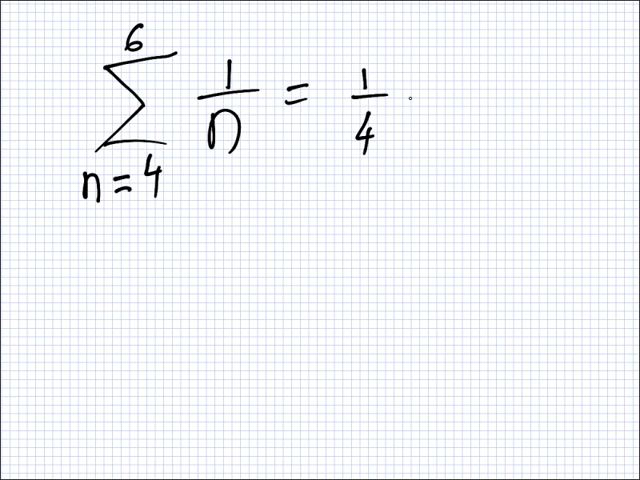 6
∑ 1/n = 1/4
n=4